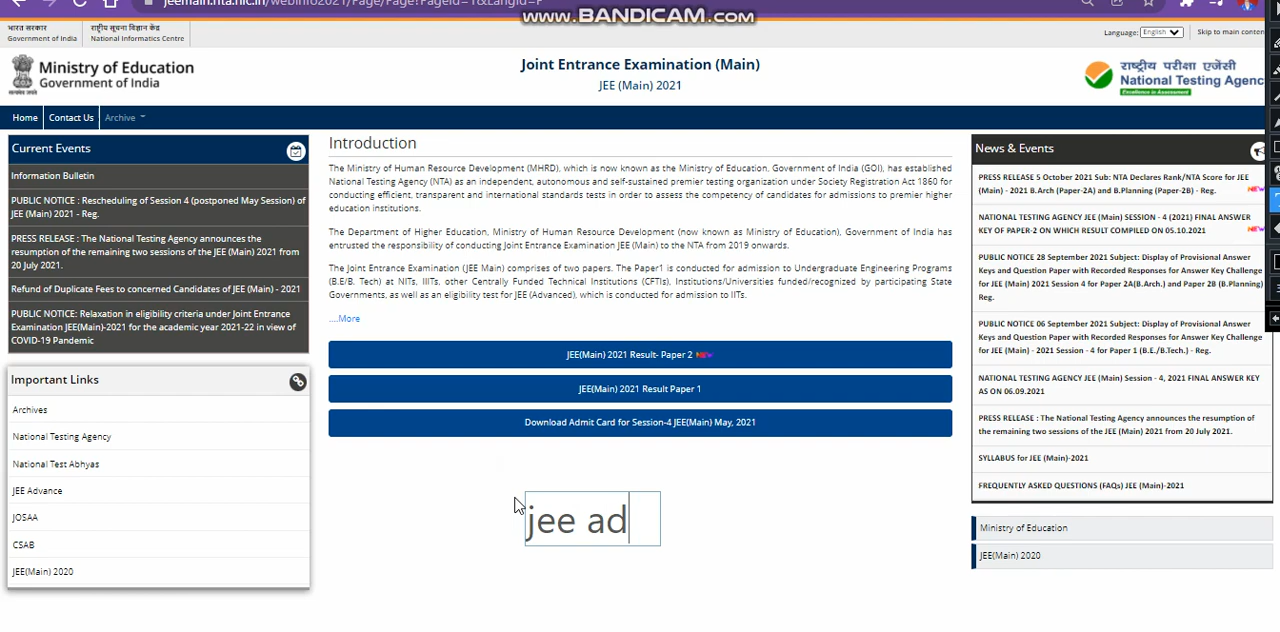 jeemain.nta.nic.in/webinfo2021/Page/Page?PageId=1&LangId=P
www.BANDICAM.com
भारत सरकार
Government of India
राष्ट्रीय सूचना विज्ञान केंद्र
National Informatics Centre
Language: English
Skip to main conten
Ministry of Education
Government of India
Joint Entrance Examination (Main)
JEE (Main) 2021
राष्ट्रीय परीक्षा एजेंसी
National Testing Agenc
Excellence in Assessment
Home
Contact Us
Archive
Current Events
Information Bulletin
PUBLIC NOTICE : Rescheduling of Session 4 (postponed May Session) of
JEE (Main) 2021 - Reg.
PRESS RELEASE : The National Testing Agency announces the
resumption of the remaining two sessions of the JEE (Main) 2021 from
20 July 2021.
Refund of Duplicate Fees to concerned Candidates of JEE (Main) - 2021
PUBLIC NOTICE: Relaxation in eligibility criteria under Joint Entrance
Examination JEE(Main)-2021 for the academic year 2021-22 in view of
COVID-19 Pandemic
Important Links
Archives
National Testing Agency
National Test Abhyas
JEE Advance
JOSAA
CSAB
JEE(Main) 2020
Introduction
The Ministry of Human Resource Development (MHRD), which is now known as the Ministry of Education, Government of India (GOI), has established
National Testing Agency (NTA) as an independent, autonomous and self-sustained premier testing organization under Society Registration Act 1860 for
conducting efficient, transparent and international standards tests in order to assess the competency of candidates for admissions to premier higher
education institutions.
The Department of Higher Education, Ministry of Human Resource Development (now known as Ministry of Education), Government of India has
entrusted the responsibility of conducting Joint Entrance Examination JEE (Main) to the NTA from 2019 onwards.
The Joint Entrance Examination (JEE Main) comprises of two papers. The Paper1 is conducted for admission to Undergraduate Engineering Programs
(B.E/B. Tech) at NITs, IIITs, other Centrally Funded Technical Institutions (CFTIs). Institutions/Universities funded/recognized by participating State
Governments, as well as an eligibility test for JEE (Advanced), which is conducted for admission to IITs.
....More
JEE(Main) 2021 Result- Paper 2 NEW
JEE(Main) 2021 Result Paper 1
Download Admit Card for Session-4 JEE(Main) May, 2021
jee ad
News & Events
PRESS RELEASE 5 October 2021 Sub: NTA Declares Rank/NTA Score for JEE
(Main) - 2021 B.Arch (Paper-2A) and B.Planning (Paper-2B) - Reg. NEW
NATIONAL TESTING AGENCY JEE (Main) SESSION - 4 (2021) FINAL ANSWER
KEY OF PAPER-2 ON WHICH RESULT COMPILED ON 05.10.2021 NEW
PUBLIC NOTICE 28 September 2021 Subject: Display of Provisional Answer
Keys and Question Paper with Recorded Responses for Answer Key Challenge
for JEE (Main) 2021 Session 4 for Paper 2A(B.Arch.) and Paper 2B (B.Planning)
Reg.
PUBLIC NOTICE 06 September 2021 Subject: Display of Provisional Answer
Keys and Question Paper with Recorded Responses for Answer Key Challenge
for JEE (Main) - 2021 Session - 4 for Paper 1 (B.E./B.Tech.) - Reg.
NATIONAL TESTING AGENCY JEE (Main) Session - 4, 2021 FINAL ANSWER KEY
AS ON 06.09.2021
PRESS RELEASE : The National Testing Agency announces the resumption of
the remaining two sessions of the JEE (Main) 2021 from 20 July 2021.
SYLLABUS for JEE (Main)-2021
FREQUENTLY ASKED QUESTIONS (FAQs) JEE (Main)-2021
Ministry of Education
JEE(Main) 2020